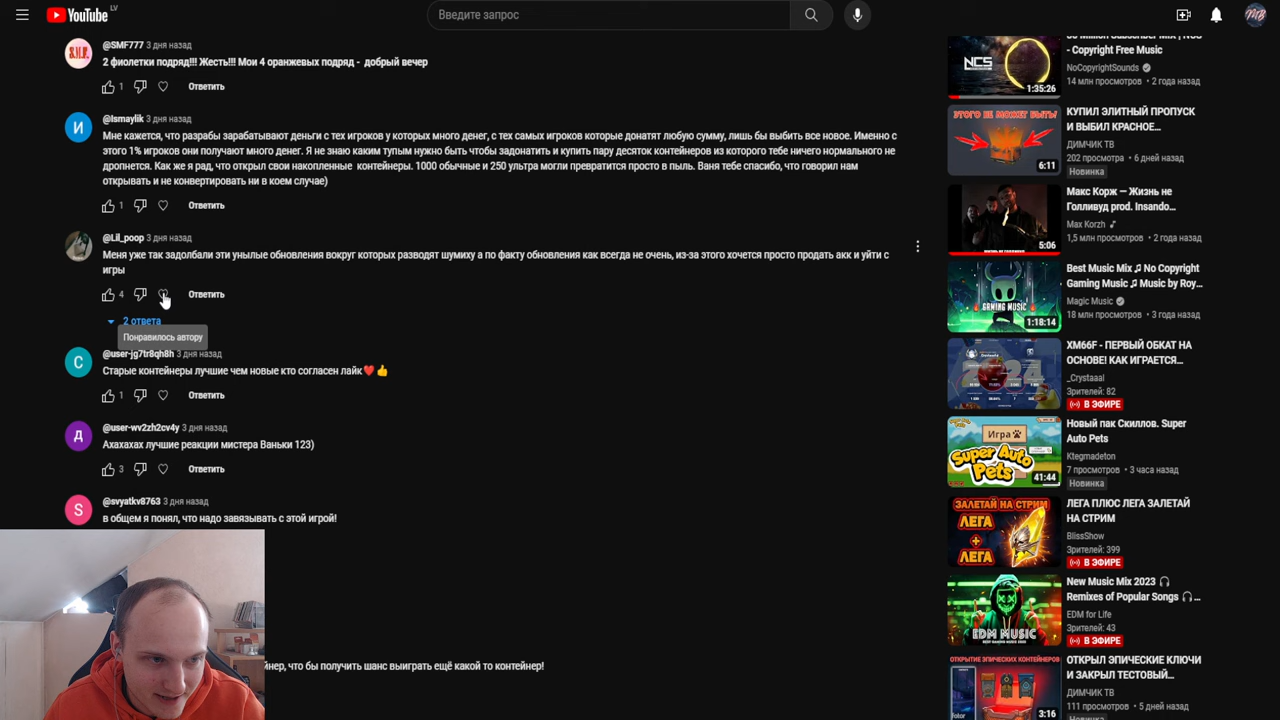 YouTube LV
Введите запрос
@SMF777 3 дня назад
2 фиолетки подряд!!! Жесть!!! Мои 4 оранжевых подряд - добрый вечер
1 Ответить
@Ismaylik 3 дня назад
Мне кажется, что разрабы зарабатывают деньги с тех игроков у которых много денег, с тех самых игроков которые донатят любую сумму, лишь бы выбить все новое. Именно с
этого 1% игроков они получают много денег. Я не знаю каким тупым нужно быть чтобы задонатить и купить пару десяток контейнеров из которого тебе ничего нормального не
дропнется. Как же я рад, что открыл свои накопленные контейнеры. 1000 обычные и 250 ультра могли превратится просто в пыль. Ваня тебе спасибо, что говорил нам
открывать и не конвертировать ни в коем случае)
1 Ответить
@Lil_poop 3 дня назад
Меня уже так задолбали эти унылые обновления вокруг которых разводят шумиху а по факту обновления как всегда не очень, из-за этого хочется просто продать акк и уйти с
игры
4 Ответить
2 ответа
Понравилось автору
@user-jg7tr8qh8h 3 дня назад
Старые контейнеры лучшие чем новые кто согласен лайк❤️👍
1 Ответить
@user-wv2zh2cv4y 3 дня назад
Ахахахах лучшие реакции мистера Ваньки 123)
3 Ответить
@svyatkv8763 3 дня назад
в общем я понял, что надо завязывать с этой игрой!
йнер, что бы получить шанс выиграть ещё какой то контейнер!
- Copyright Free Music
NoCopyrightSounds
14 млн просмотров • 2 года назад
NCS
1:35:26
КУПИЛ ЭЛИТНЫЙ ПРОПУСК
И ВЫБИЛ КРАСНОЕ...
ДИМЧИК ТВ
202 просмотра • 6 дней назад
Новинка
ЭТОГО НЕ МОЖЕТ БЫТЬ!
6:11
Макс Корж — Жизнь не
Голливуд prod. Insando...
Max Korzh
1,5 млн просмотров • 2 года назад
5:06
Best Music Mix ♫ No Copyright
Gaming Music ♫ Music by Roy...
Magic Music
18 млн просмотров • 3 года назад
GAMING MUSIC
1:18:14
XM66F - ПЕРВЫЙ ОБКАТ НА
ОСНОВЕ! КАК ИГРАЕТСЯ...
_Crystaaal
Зрителей: 82
В ЭФИРЕ
Новый пак Скиллов. Super
Auto Pets
Ktegmadeton
7 просмотров • 3 часа назад
Новинка
Игра
Super Auto Pets
41:44
ЛЕГА ПЛЮС ЛЕГА ЗАЛЕТАЙ
НА СТРИМ
BlissShow
Зрителей: 399
В ЭФИРЕ
ЗАЛЕТАЙ НА СТРИМ
ЛЕГА
+
ЛЕГА
New Music Mix 2023 🎧
Remixes of Popular Songs 🎧...
EDM for Life
Зрителей: 43
В ЭФИРЕ
EDM MUSIC
ОТКРЫЛ ЭПИЧЕСКИЕ КЛЮЧИ
И ЗАКРЫЛ ТЕСТОВЫЙ...
ДИМЧИК ТВ
111 просмотров • 5 дней назад
ОТКРЫТИЕ ЭПИЧЕСКИХ КОНТЕЙНЕРОВ
Fotor
3:16